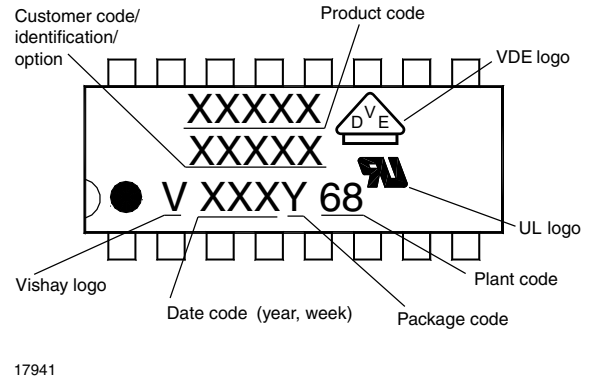 Customer code/
identification/
option
Product code
VDE logo
XXXXX
D V E
XXXXX
V XXXY 68
UL logo
Vishay logo
Plant code
Date code (year, week)
Package code
17941